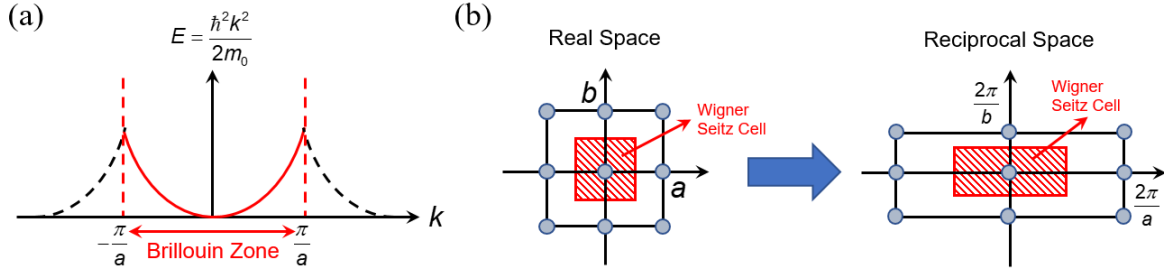 (a)
E = ħ²k²/2m₀
k
-π/a
π/a
Brillouin Zone
(b)
Real Space
b
a
Wigner
Seitz Cell
Reciprocal Space
2π/b
2π/a
Wigner
Seitz Cell